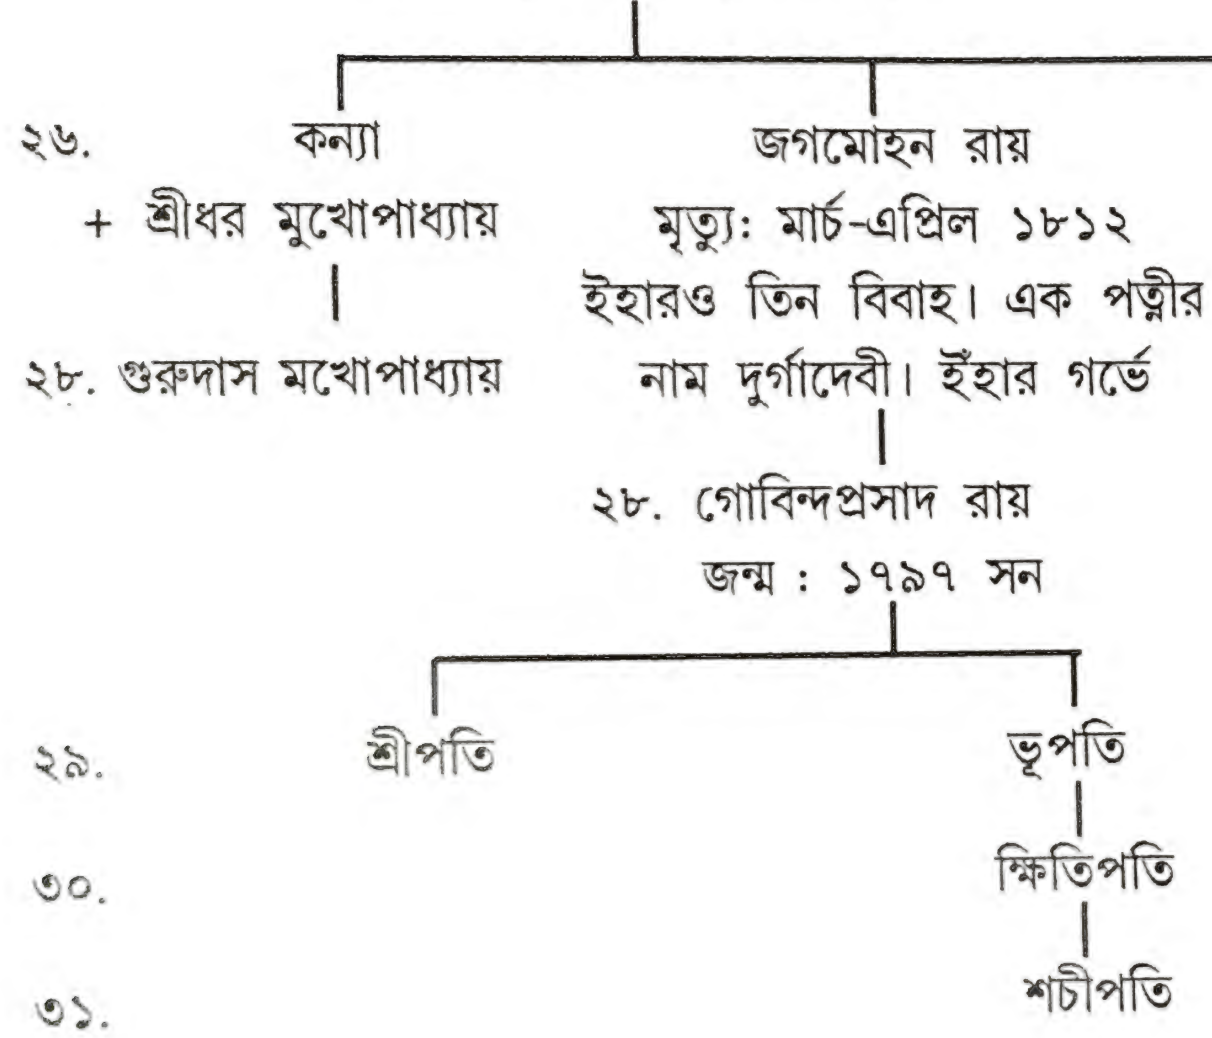 ২৬. কন্যা জগমোহন রায়
+ শ্রীধর মুখোপাধ্যায় মৃত্যু: মার্চ-এপ্রিল ১৮১২
ইহারও তিন বিবাহ। এক পত্নীর
২৮. গুরুদাস মখোপাধ্যায় নাম দুর্গাদেবী। ইঁহার গর্ভে
২৮. গোবিন্দপ্রসাদ রায়
জন্ম : ১৭৯৭ সন
২৯. শ্রীপতি ভূপতি
৩০. ক্ষিতিপতি
৩১. শচীপতি